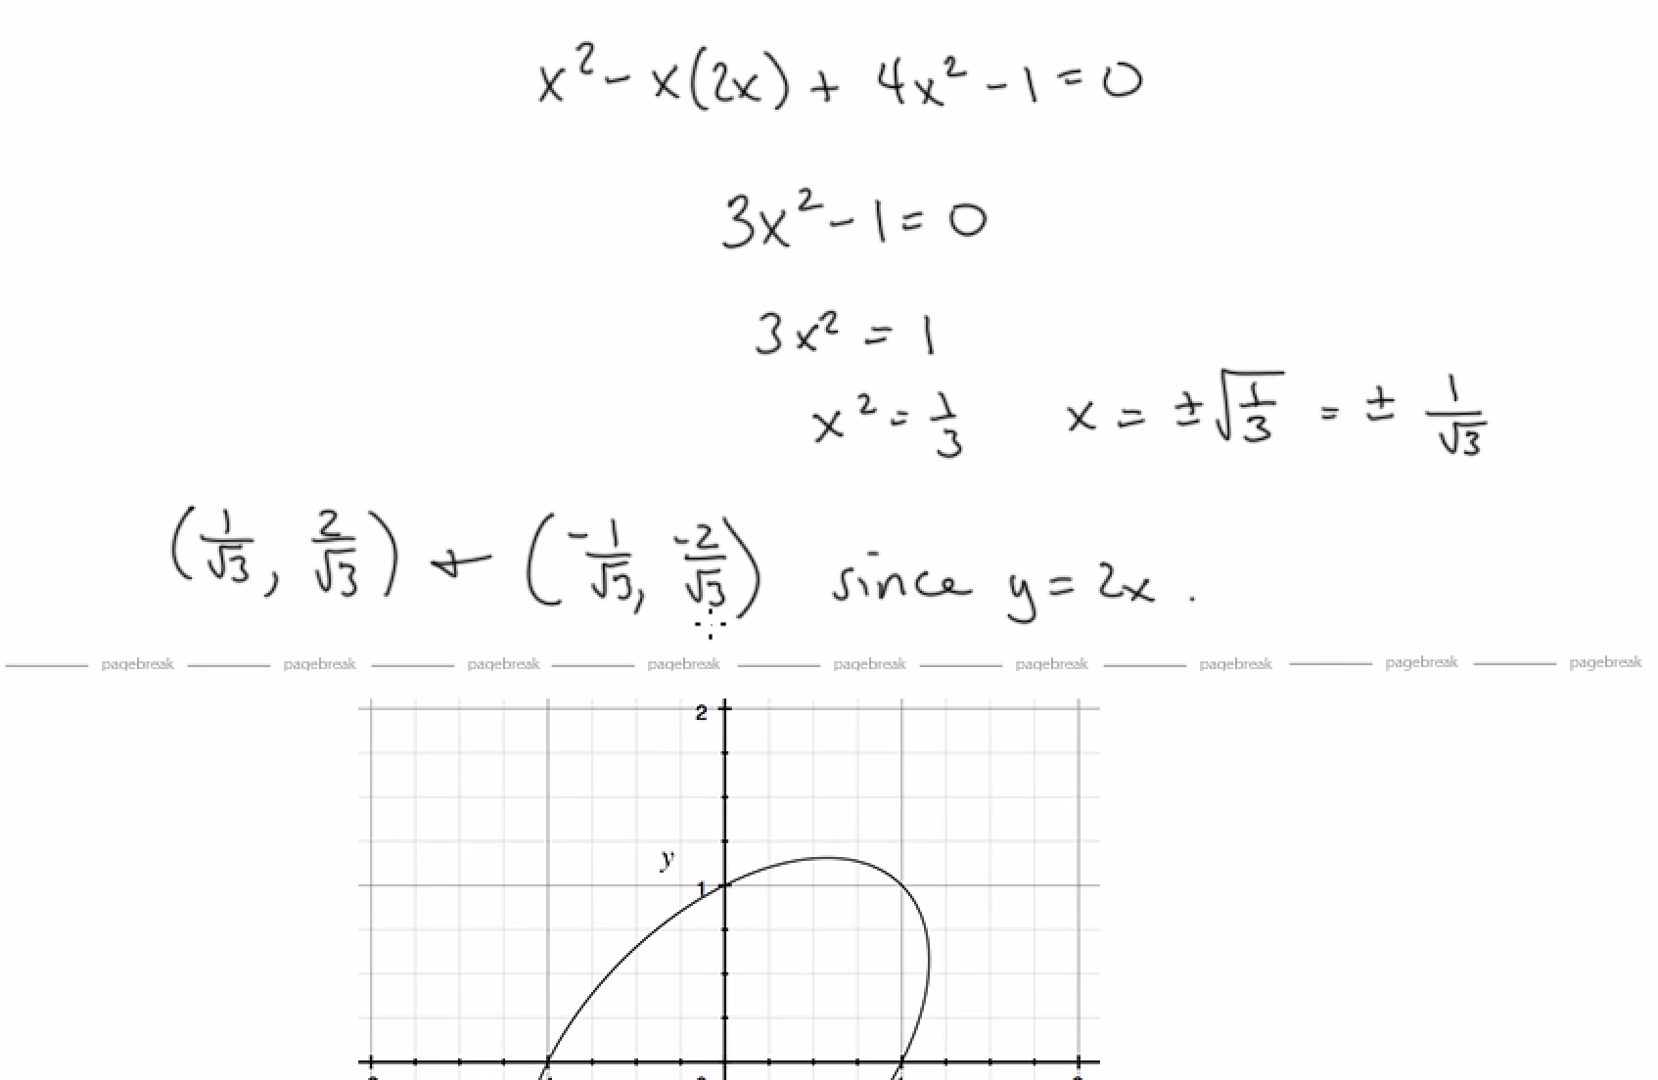 x² - x(2x) + 4x² - 1 = 0
3x² - 1 = 0
3x² = 1
x² = 1/3 x = ±√(1/3) = ± 1/√3
(1/√3, 2/√3) + (-1/√3, -2/√3) since y = 2x .
pagebreak pagebreak pagebreak pagebreak pagebreak pagebreak pagebreak pagebreak pagebreak
2
y
1